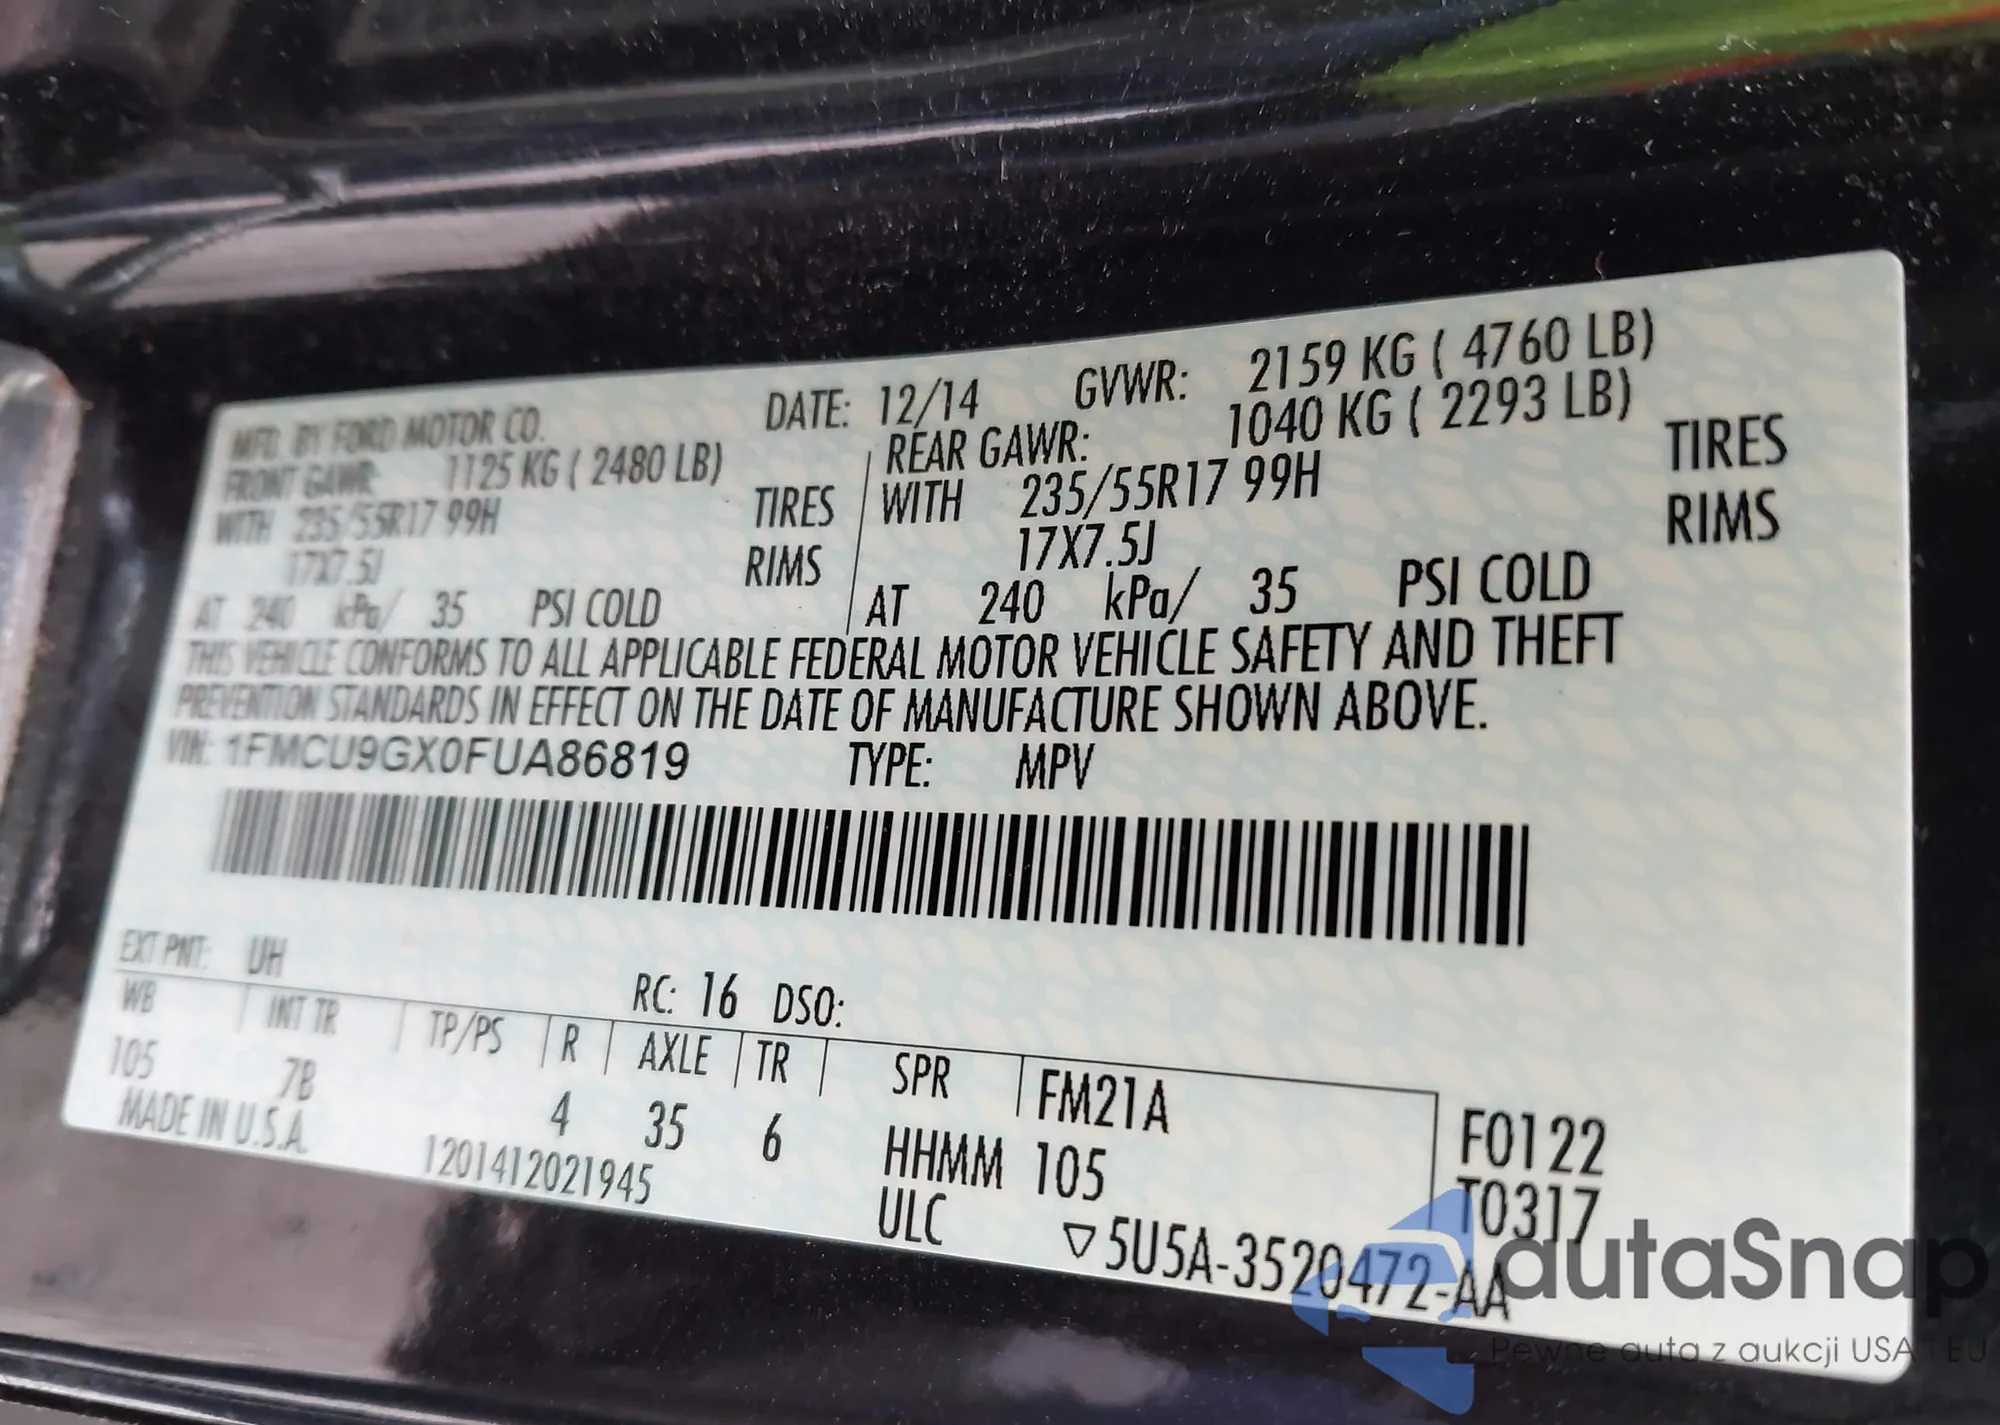 MFD. BY FORD MOTOR CO. DATE: 12/14 GVWR: 2159 KG ( 4760 LB)
FRONT GAWR: 1125 KG ( 2480 LB) REAR GAWR: 1040 KG ( 2293 LB)
WITH 235/55R17 99H TIRES WITH 235/55R17 99H TIRES
17X7.5J RIMS 17X7.5J RIMS
AT 240 kPa/ 35 PSI COLD AT 240 kPa/ 35 PSI COLD
THIS VEHICLE CONFORMS TO ALL APPLICABLE FEDERAL MOTOR VEHICLE SAFETY AND THEFT
PREVENTION STANDARDS IN EFFECT ON THE DATE OF MANUFACTURE SHOWN ABOVE.
VIN: 1FMCU9GX0FUA86819 TYPE: MPV
EXT PNT: UH RC: 16 DSO:
WB INT TR TP/PS R AXLE TR SPR FM21A F0122
105 7B 4 35 6 HHMM 105 T0317
MADE IN U.S.A. 1201412021945 ULC ▽5U5A-3520472-AA
autaSnap
Pewne auta z aukcji USA i EU